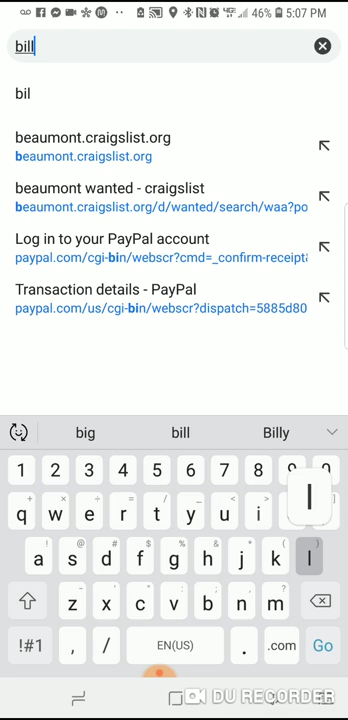 46% 5:07 PM
bill
bil
beaumont.craigslist.org
beaumont.craigslist.org
beaumont wanted - craigslist
beaumont.craigslist.org/d/wanted/search/waa?po
Log in to your PayPal account
paypal.com/cgi-bin/webscr?cmd=_confirm-receipt&
Transaction details - PayPal
paypal.com/us/cgi-bin/webscr?dispatch=5885d80
big bill Billy
1 2 3 4 5 6 7 8 9 0
q w e r t y u i l
a s d f g h j k l
z x c v b n m
!#1 , / EN(US) . .com Go
DU RECORDER